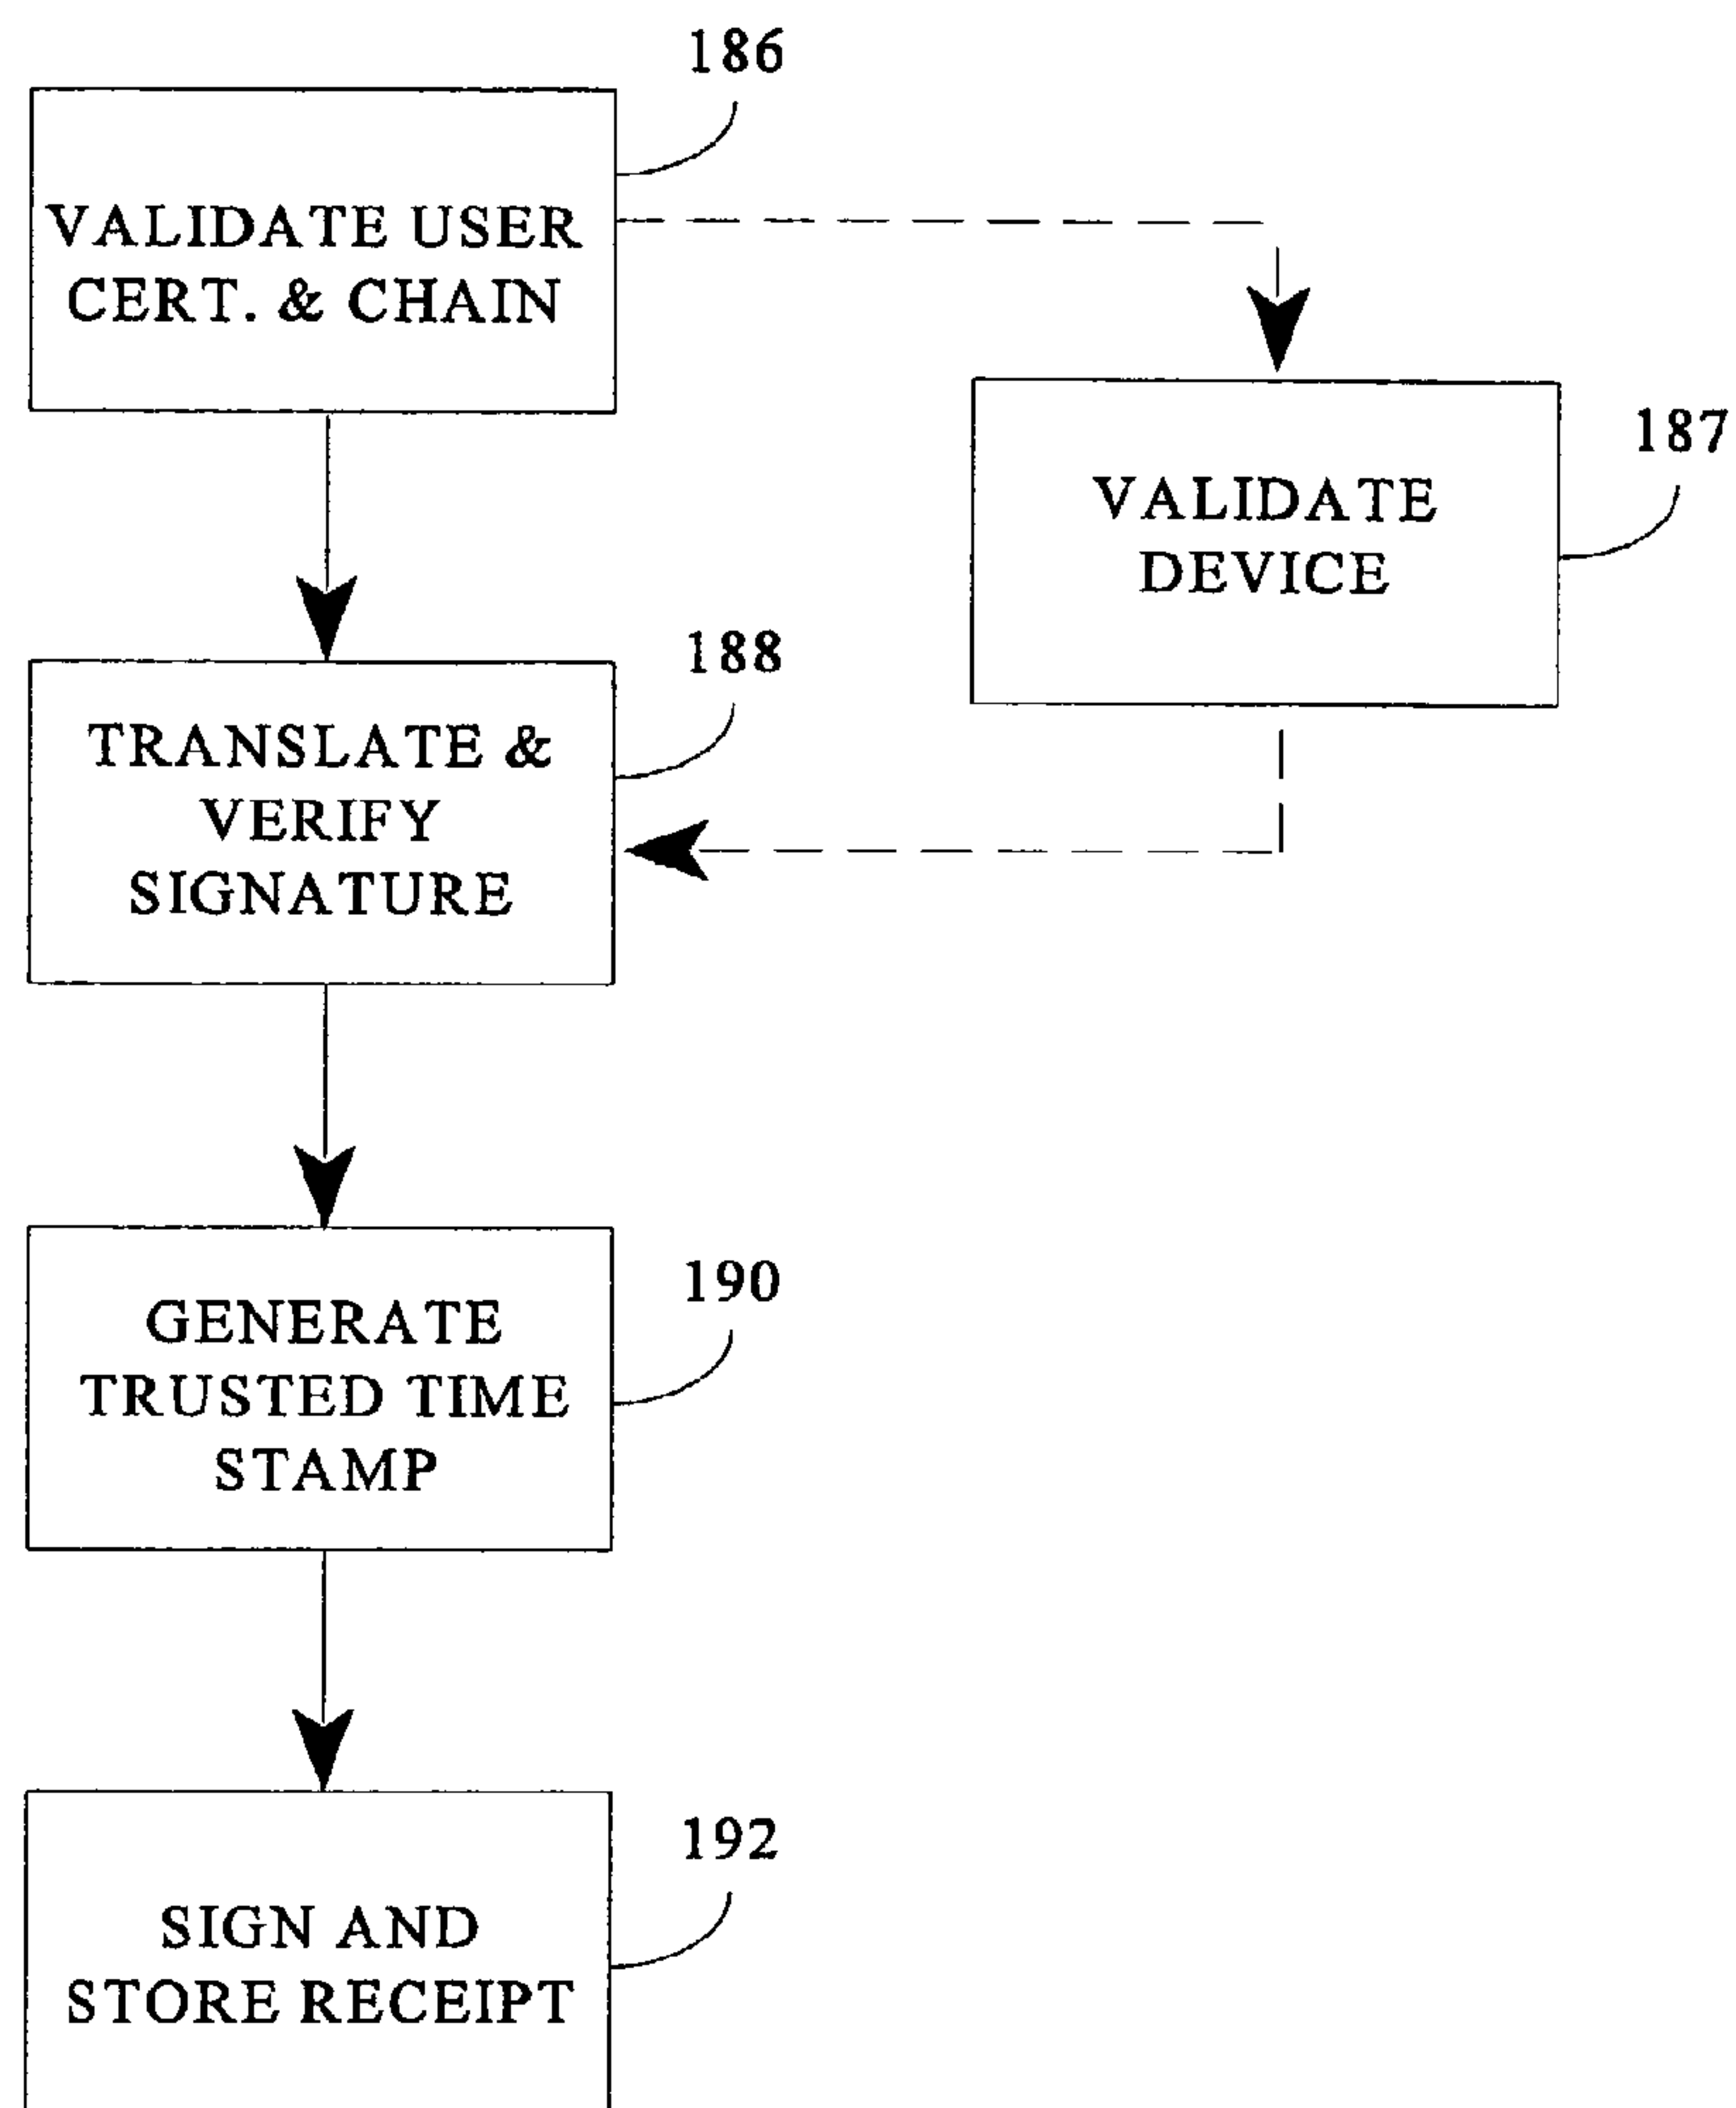 186
VALIDATE USER
CERT. & CHAIN
187
VALIDATE
DEVICE
188
TRANSLATE &
VERIFY
SIGNATURE
190
GENERATE
TRUSTED TIME
STAMP
192
SIGN AND
STORE RECEIPT